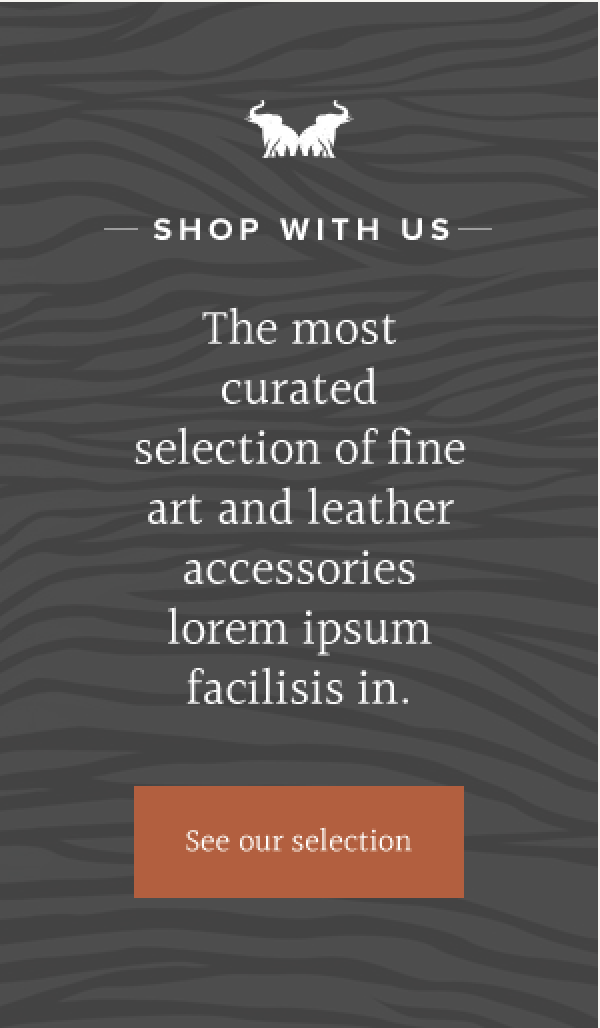 SHOP WITH US
The most
curated
selection of fine
art and leather
accessories
lorem ipsum
facilisis in.
See our selection